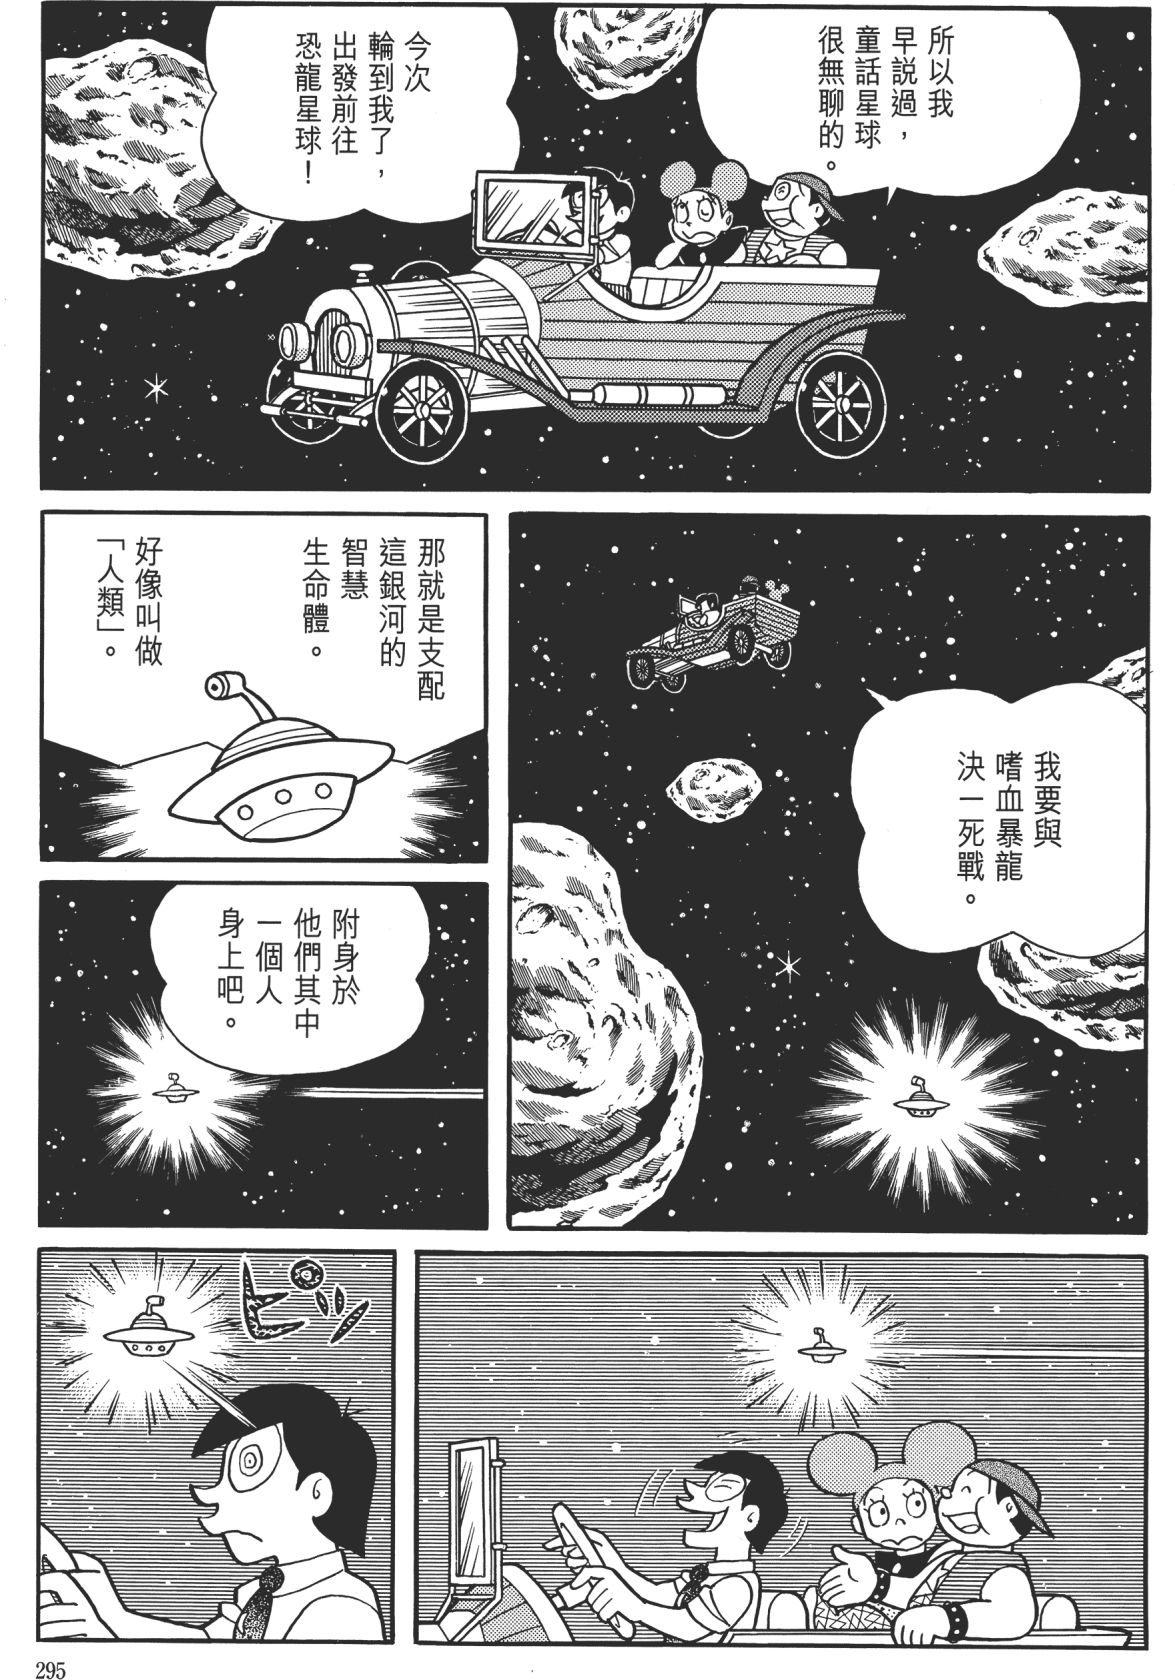 所以我
早說過，
童話星球
很無聊的。
今次
輪到我了，
出發前往
恐龍星球！
我要與
嗜血暴龍
決一死戰。
那就是支配
這銀河的
智慧
生命體。
好像叫做
「人類」。
附身於
他們其中
一個人
身上吧。
ピッ
295